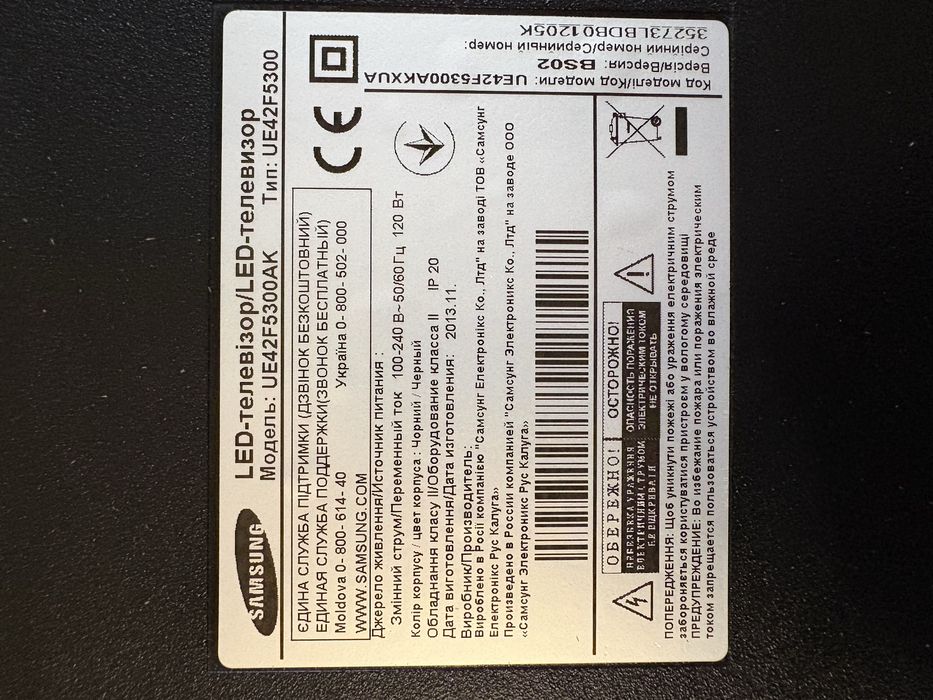 SAMSUNG
LED-телевізор/LED-телевизор
Модель: UE42F5300AK Тип: UE42F5300
ЄДИНА СЛУЖБА ПІДТРИМКИ (ДЗВІНОК БЕЗКОШТОВНИЙ)
ЕДИНАЯ СЛУЖБА ПОДДЕРЖКИ(ЗВОНОК БЕСПЛАТНЫЙ)
Moldova 0- 800- 614- 40 Україна 0- 800- 502- 000
WWW.SAMSUNG.COM
Джерело живлення/Источник питания :
Змінний струм/Переменный ток 100-240 В~50/60Гц 120 Вт
Колір корпусу / цвет корпуса : Чорний / Черный
Обладнання класу II/Оборудование класса II IP 20
Дата виготовлення/Дата изготовления: 2013.11.
Виробник/Производитель:
Вироблено в Росії компанією "Самсунг Електронікс Ко., Лтд" на заводі ТОВ «Самсунг
Електронікс Рус Калуга»
Произведено в России компанией "Самсунг Электроникс Ко., Лтд" на заводе ООО
«Самсунг Электроникс Рус Калуга»
CE
Код моделі/Код модели: UE42F5300AKXUA
Версія/Версия: BS02
Серійний номер/Серийный номер:
35273LBDB01205K
ОБЕРЕЖНО! ОСТОРОЖНО!
НЕБЕЗПЕКА УРАЖЕННЯ
ЕЛЕКТРИЧНИМ СТРУМОМ
НЕ ВІДКРИВАТИ
ОПАСНОСТЬ ПОРАЖЕНИЯ
ЭЛЕКТРИЧЕСКИМ ТОКОМ
НЕ ОТКРЫВАТЬ
ПОПЕРЕДЖЕННЯ: Щоб уникнути пожежі або ураження електричним струмом
забороняється користуватися пристроєм у вологому середовищі
ПРЕДУПРЕЖДЕНИЕ: Во избежание пожара или поражения электрическим
током запрещается пользоваться устройством во влажной среде